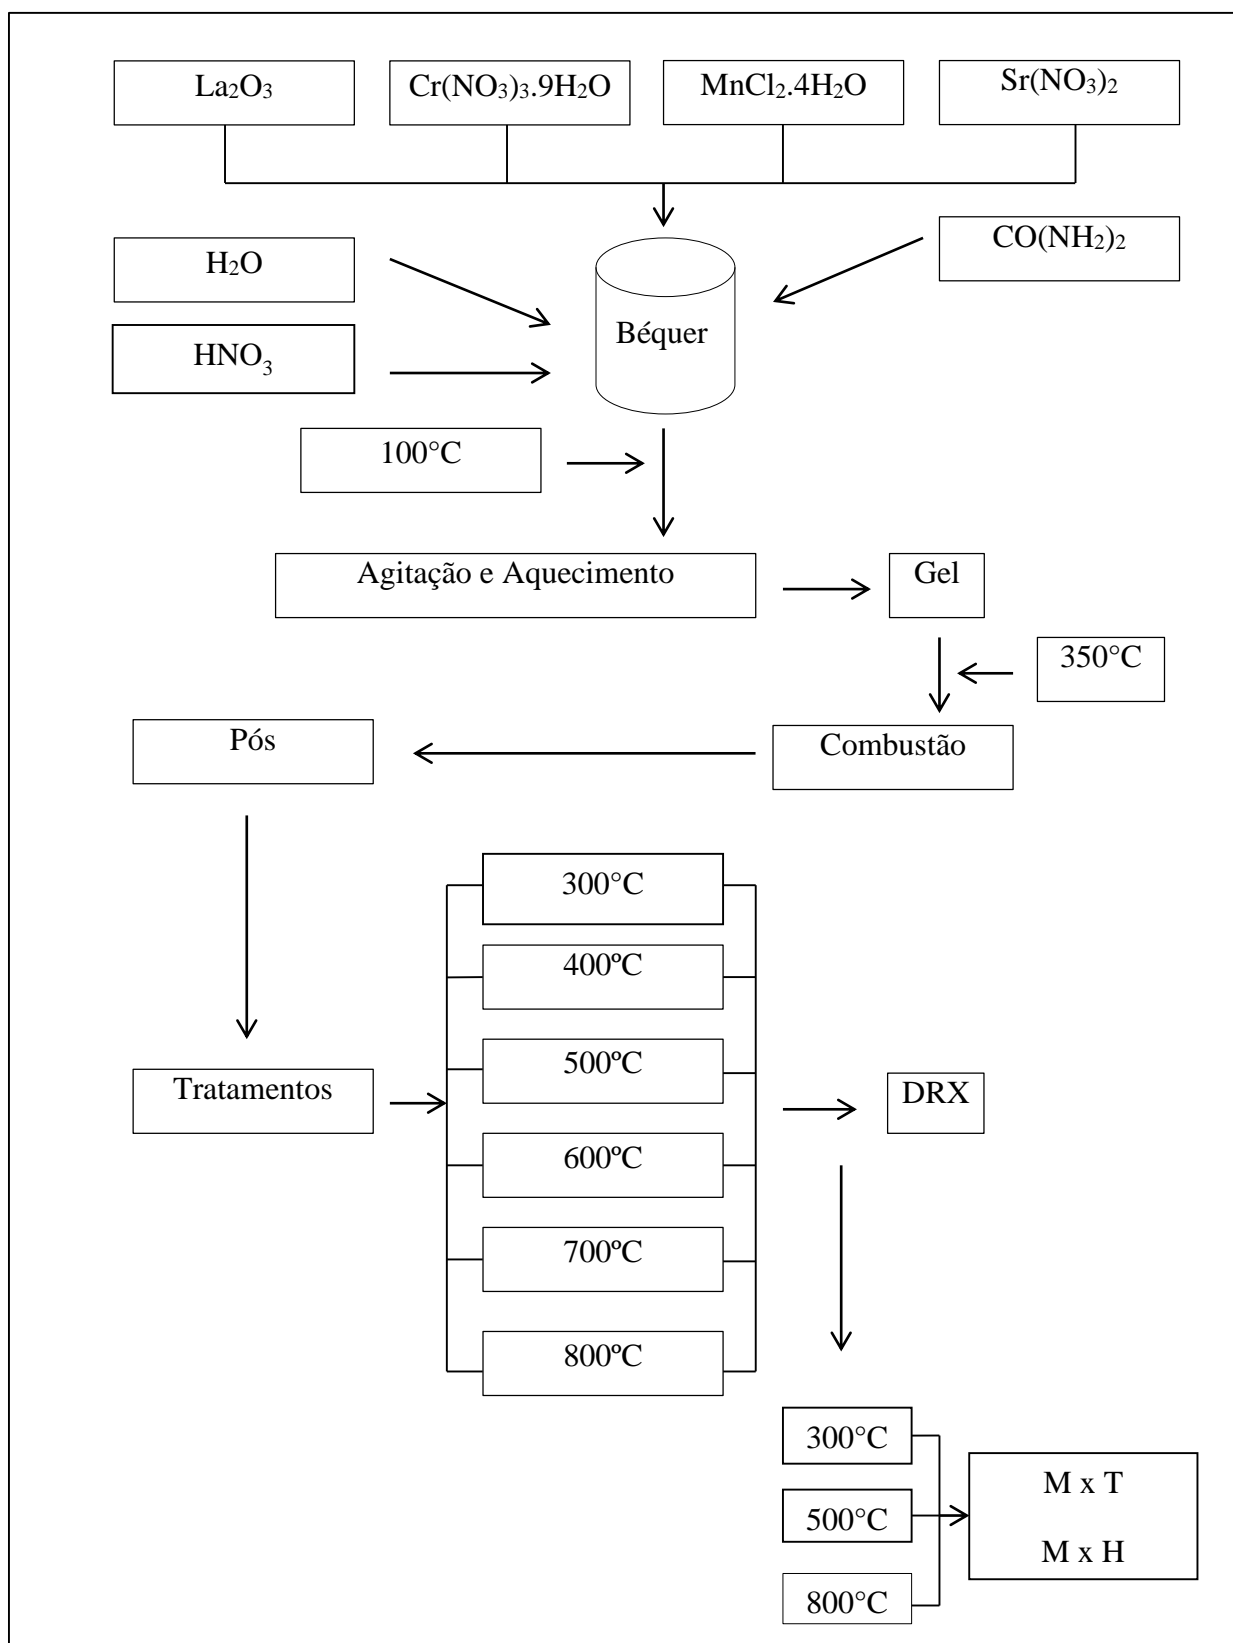 La₂O₃
Cr(NO₃)₃.9H₂O
MnCl₂.4H₂O
Sr(NO₃)₂
H₂O
CO(NH₂)₂
HNO₃
Béquer
100°C
Agitação e Aquecimento
Gel
350°C
Pós
Combustão
300°C
400ºC
500ºC
Tratamentos
DRX
600ºC
700ºC
800ºC
300°C
500°C
800°C
M x T
M x H